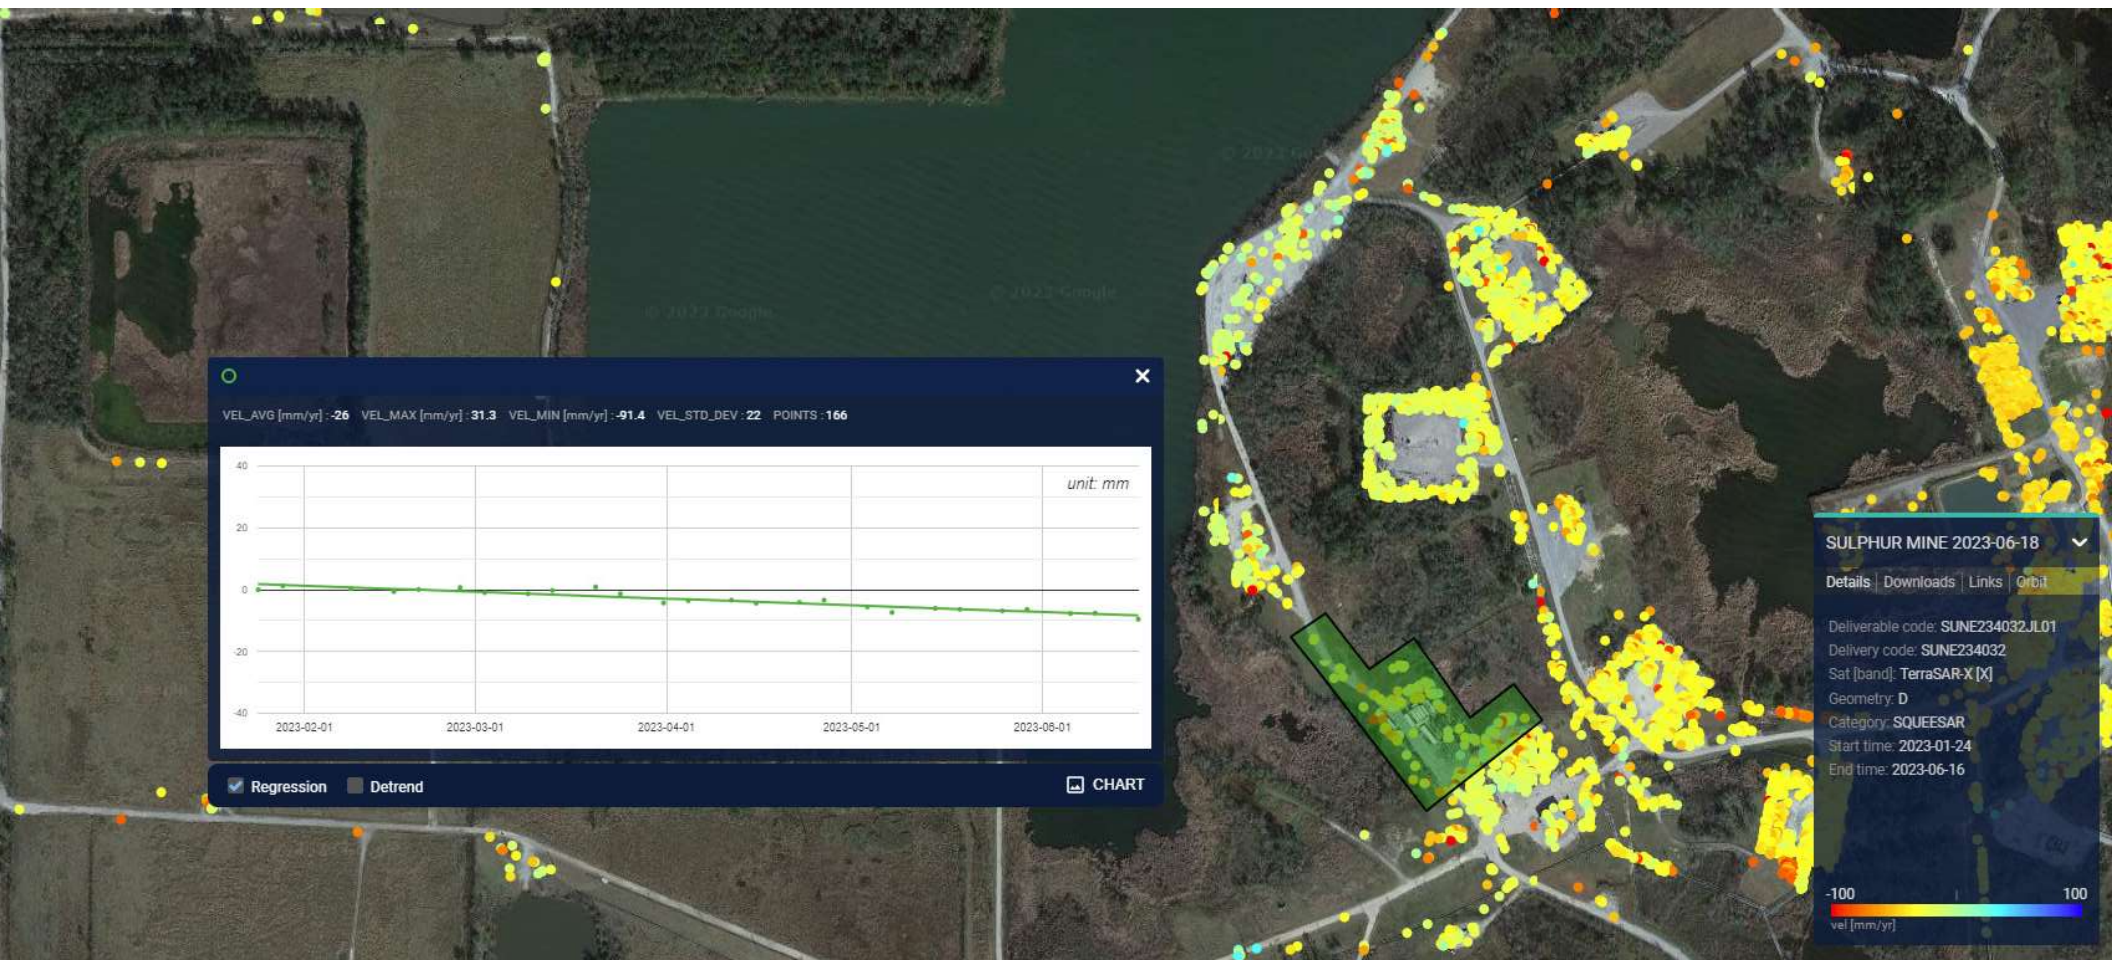 © 2023 Google
© 2023 Google
VEL_AVG [mm/yr] : -26 VEL_MAX [mm/yr] : 31.3 VEL_MIN [mm/yr] : -91.4 VEL_STD_DEV : 22 POINTS : 166
unit: mm
40
20
0
-20
-40
2023-02-01 2023-03-01 2023-04-01 2023-05-01 2023-06-01
Regression Detrend CHART
SULPHUR MINE 2023-06-18
Details | Downloads | Links | Orbit
Deliverable code: SUNE234032JL01
Delivery code: SUNE234032
Sat [band]: TerraSAR-X [X]
Geometry: D
Category: SQUEESAR
Start time: 2023-01-24
End time: 2023-06-16
-100 100
vel [mm/yr]